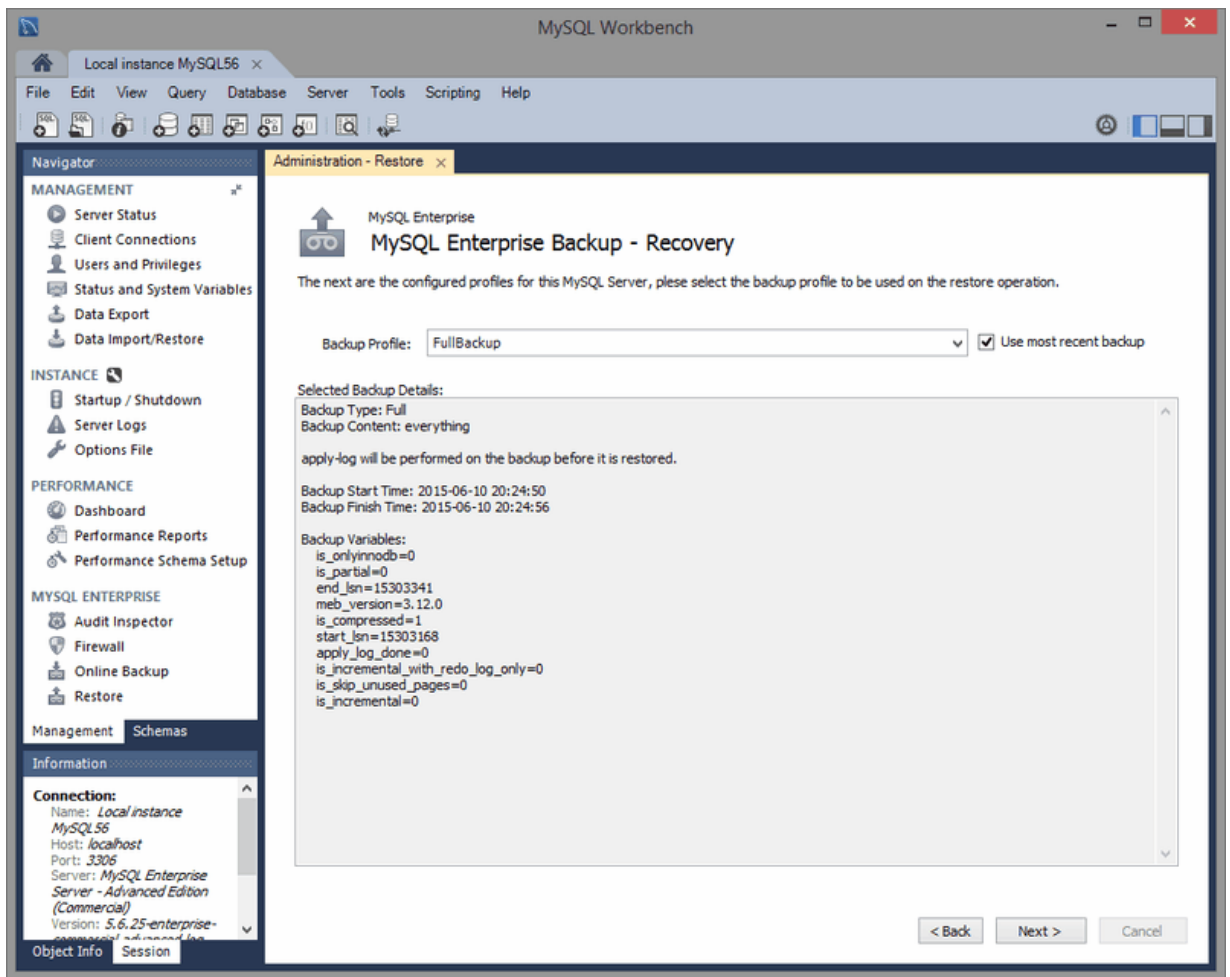 MySQL Workbench
Local instance MySQL56
File Edit View Query Database Server Tools Scripting Help
Navigator
MANAGEMENT
Server Status
Client Connections
Users and Privileges
Status and System Variables
Data Export
Data Import/Restore
INSTANCE
Startup / Shutdown
Server Logs
Options File
PERFORMANCE
Dashboard
Performance Reports
Performance Schema Setup
MYSQL ENTERPRISE
Audit Inspector
Firewall
Online Backup
Restore
Management Schemas
Information
Connection:
Name: Local instance
MySQL56
Host: localhost
Port: 3306
Server: MySQL Enterprise
Server - Advanced Edition
(Commercial)
Version: 5.6.25-enterprise-
commercial-advanced-log
Object Info Session
Administration - Restore
MySQL Enterprise
MySQL Enterprise Backup - Recovery
The next are the configured profiles for this MySQL Server, plese select the backup profile to be used on the restore operation.
Backup Profile: FullBackup Use most recent backup
Selected Backup Details:
Backup Type: Full
Backup Content: everything
apply-log will be performed on the backup before it is restored.
Backup Start Time: 2015-06-10 20:24:50
Backup Finish Time: 2015-06-10 20:24:56
Backup Variables:
is_onlyinnodb=0
is_partial=0
end_lsn=15303341
meb_version=3.12.0
is_compressed=1
start_lsn=15303168
apply_log_done=0
is_incremental_with_redo_log_only=0
is_skip_unused_pages=0
is_incremental=0
< Back Next > Cancel